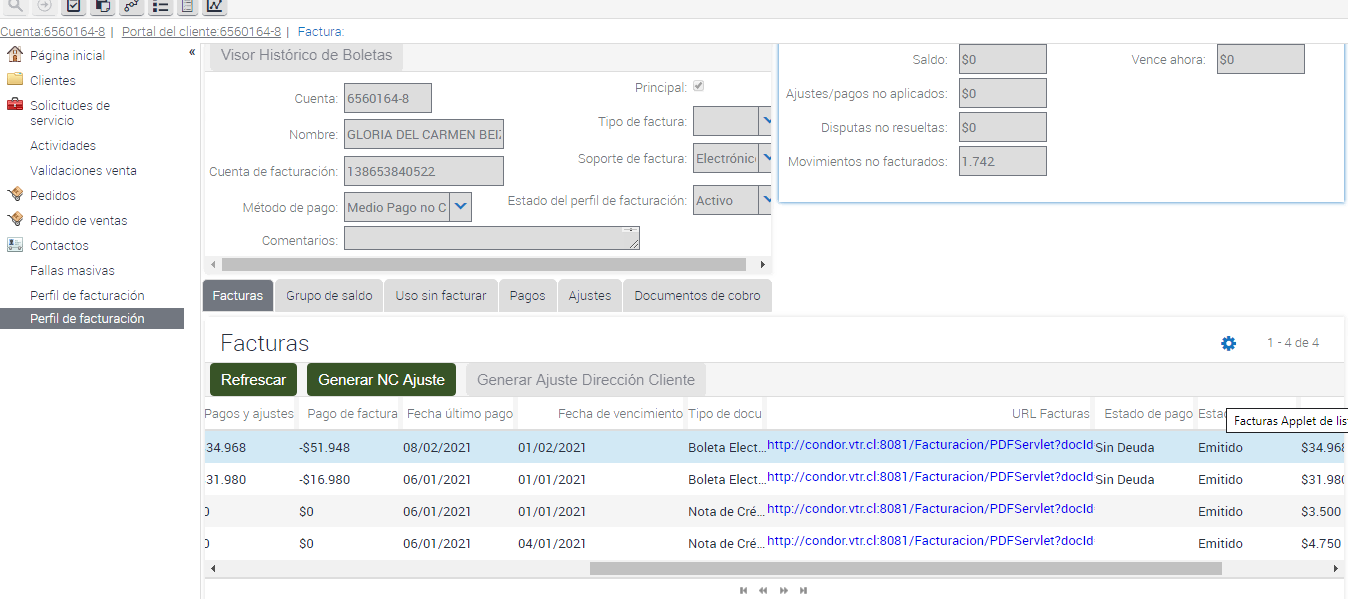 Cuenta:6560164-8 | Portal del cliente:6560164-8 | Factura:
Página inicial
Clientes
Solicitudes de
servicio
Actividades
Validaciones venta
Pedidos
Pedido de ventas
Contactos
Fallas masivas
Perfil de facturación
Perfil de facturación
«
Visor Histórico de Boletas
Cuenta: 6560164-8
Nombre: GLORIA DEL CARMEN BEI
Cuenta de facturación: 138653840522
Método de pago: Medio Pago no C
Comentarios:
Principal:
Tipo de factura:
Soporte de factura: Electrónic
Estado del perfil de facturación: Activo
Saldo: $0
Vence ahora: $0
Ajustes/pagos no aplicados: $0
Disputas no resueltas: $0
Movimientos no facturados: 1.742
Facturas Grupo de saldo Uso sin facturar Pagos Ajustes Documentos de cobro
Facturas
1 - 4 de 4
Refrescar Generar NC Ajuste Generar Ajuste Dirección Cliente
Pagos y ajustes Pago de factura Fecha último pago Fecha de vencimiento Tipo de docu URL Facturas Estado de pago Esta
Facturas Applet de lis
34.968 -$51.948 08/02/2021 01/02/2021 Boleta Elect... http://condor.vtr.cl:8081/Facturacion/PDFServlet?docId Sin Deuda Emitido $34.968
31.980 -$16.980 06/01/2021 01/01/2021 Boleta Elect... http://condor.vtr.cl:8081/Facturacion/PDFServlet?docId Sin Deuda Emitido $31.980
0 $0 06/01/2021 01/01/2021 Nota de Cré... http://condor.vtr.cl:8081/Facturacion/PDFServlet?docId Emitido $3.500
0 $0 06/01/2021 04/01/2021 Nota de Cré... http://condor.vtr.cl:8081/Facturacion/PDFServlet?docId Emitido $4.750